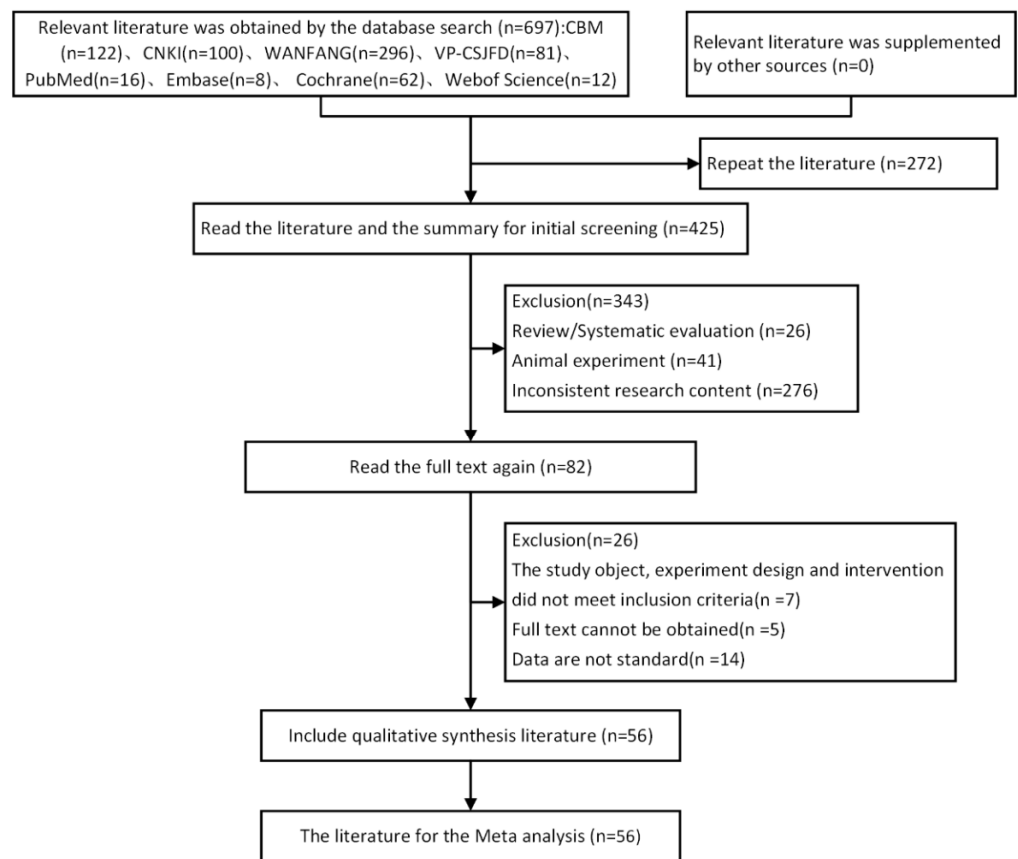 Relevant literature was obtained by the database search (n=697):CBM
(n=122)、CNKI(n=100)、WANFANG(n=296)、VP-CSJFD(n=81)、
PubMed(n=16)、Embase(n=8)、 Cochrane(n=62)、Webof Science(n=12)
Relevant literature was supplemented
by other sources (n=0)
Repeat the literature (n=272)
Read the literature and the summary for initial screening (n=425)
Exclusion(n=343)
Review/Systematic evaluation (n=26)
Animal experiment (n=41)
Inconsistent research content (n=276)
Read the full text again (n=82)
Exclusion(n=26)
The study object, experiment design and intervention
did not meet inclusion criteria(n =7)
Full text cannot be obtained(n =5)
Data are not standard(n =14)
Include qualitative synthesis literature (n=56)
The literature for the Meta analysis (n=56)